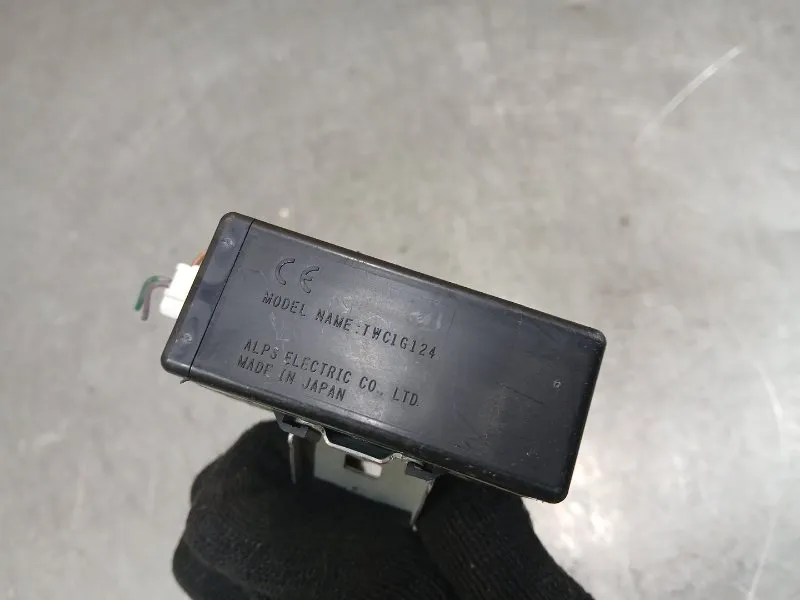 CE
MODEL NAME:TWC1G124
ALPS ELECTRIC CO., LTD.
MADE IN JAPAN